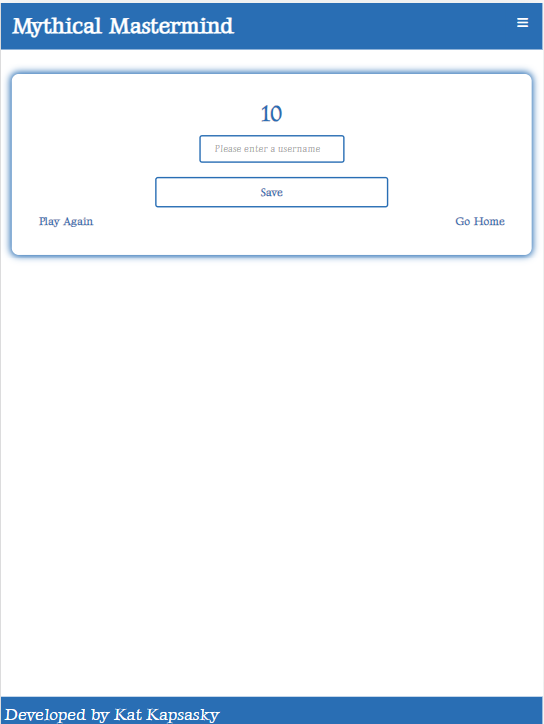 Mythical Mastermind
10
Please enter a username
Save
Play Again
Go Home
Developed by Kat Kapsasky